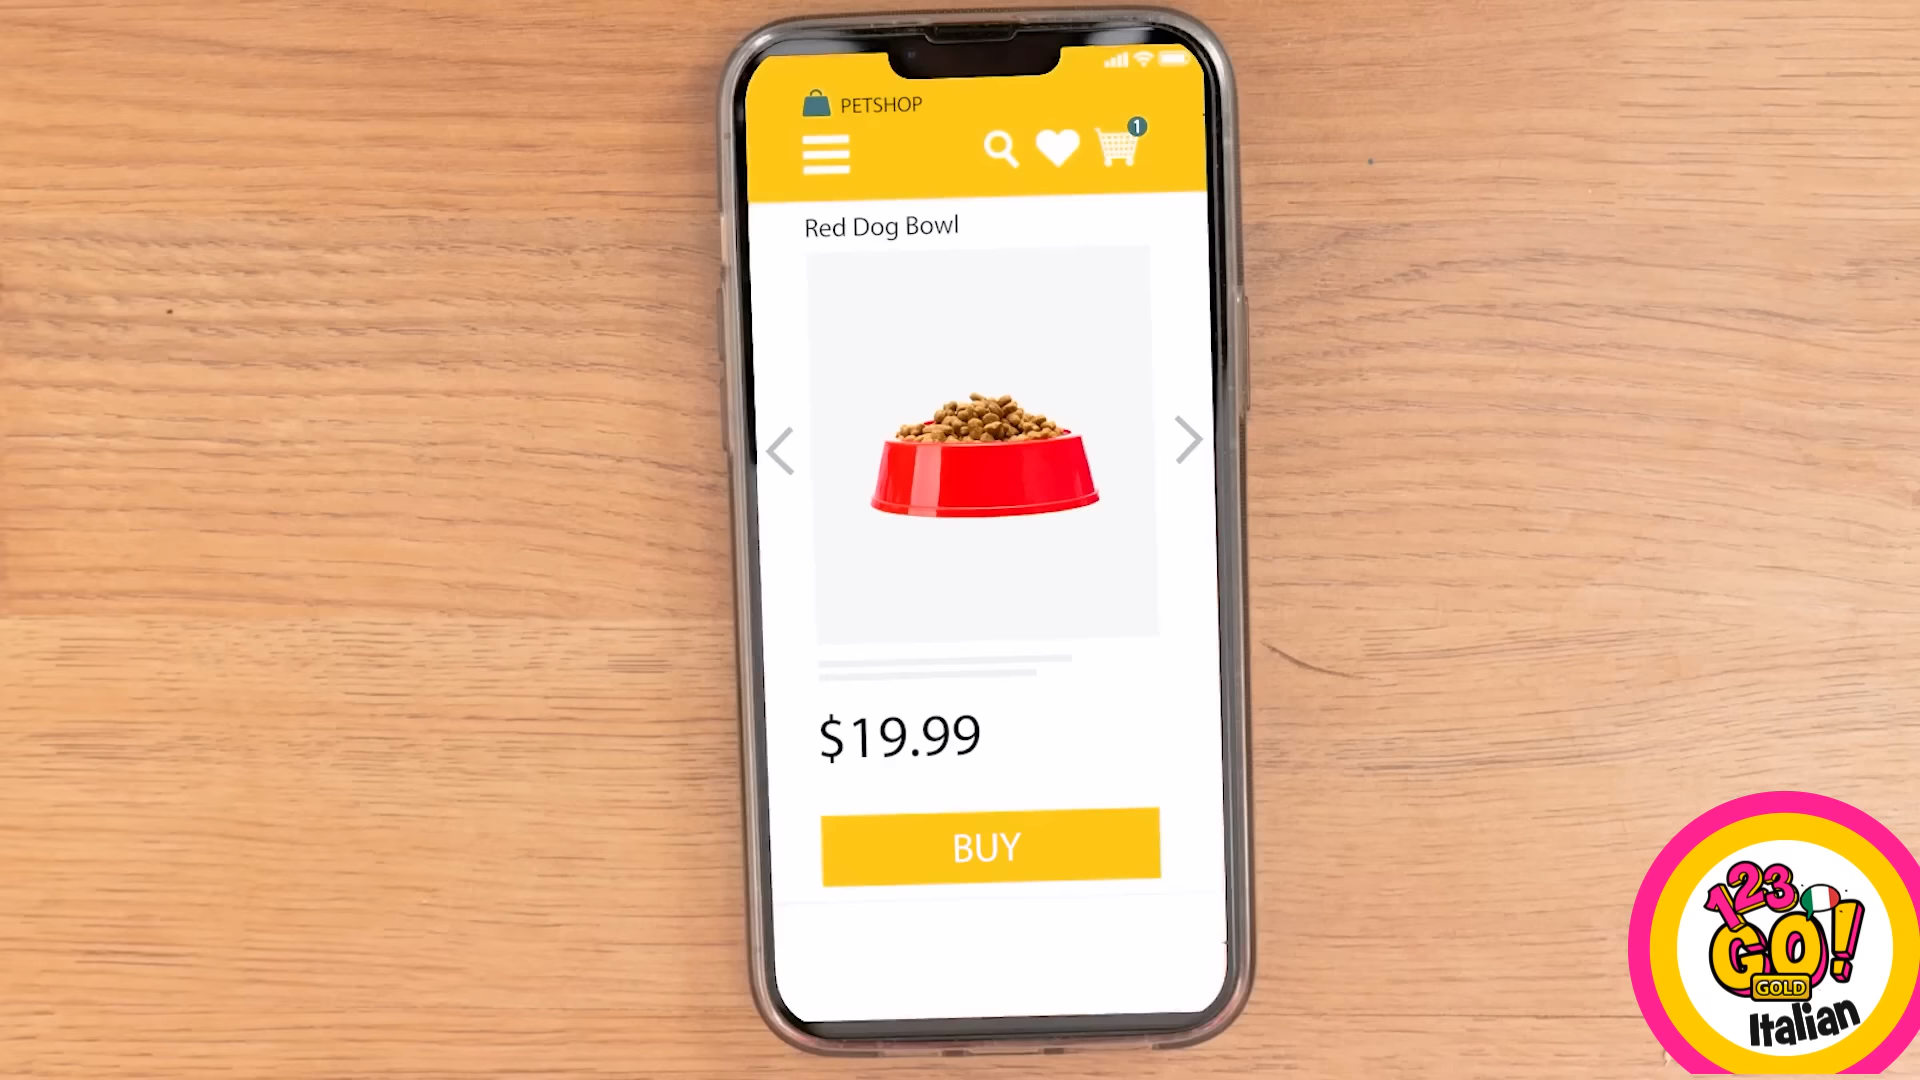 PETSHOP
1
Red Dog Bowl
$19.99
BUY
123
GO!
GOLD
Italian